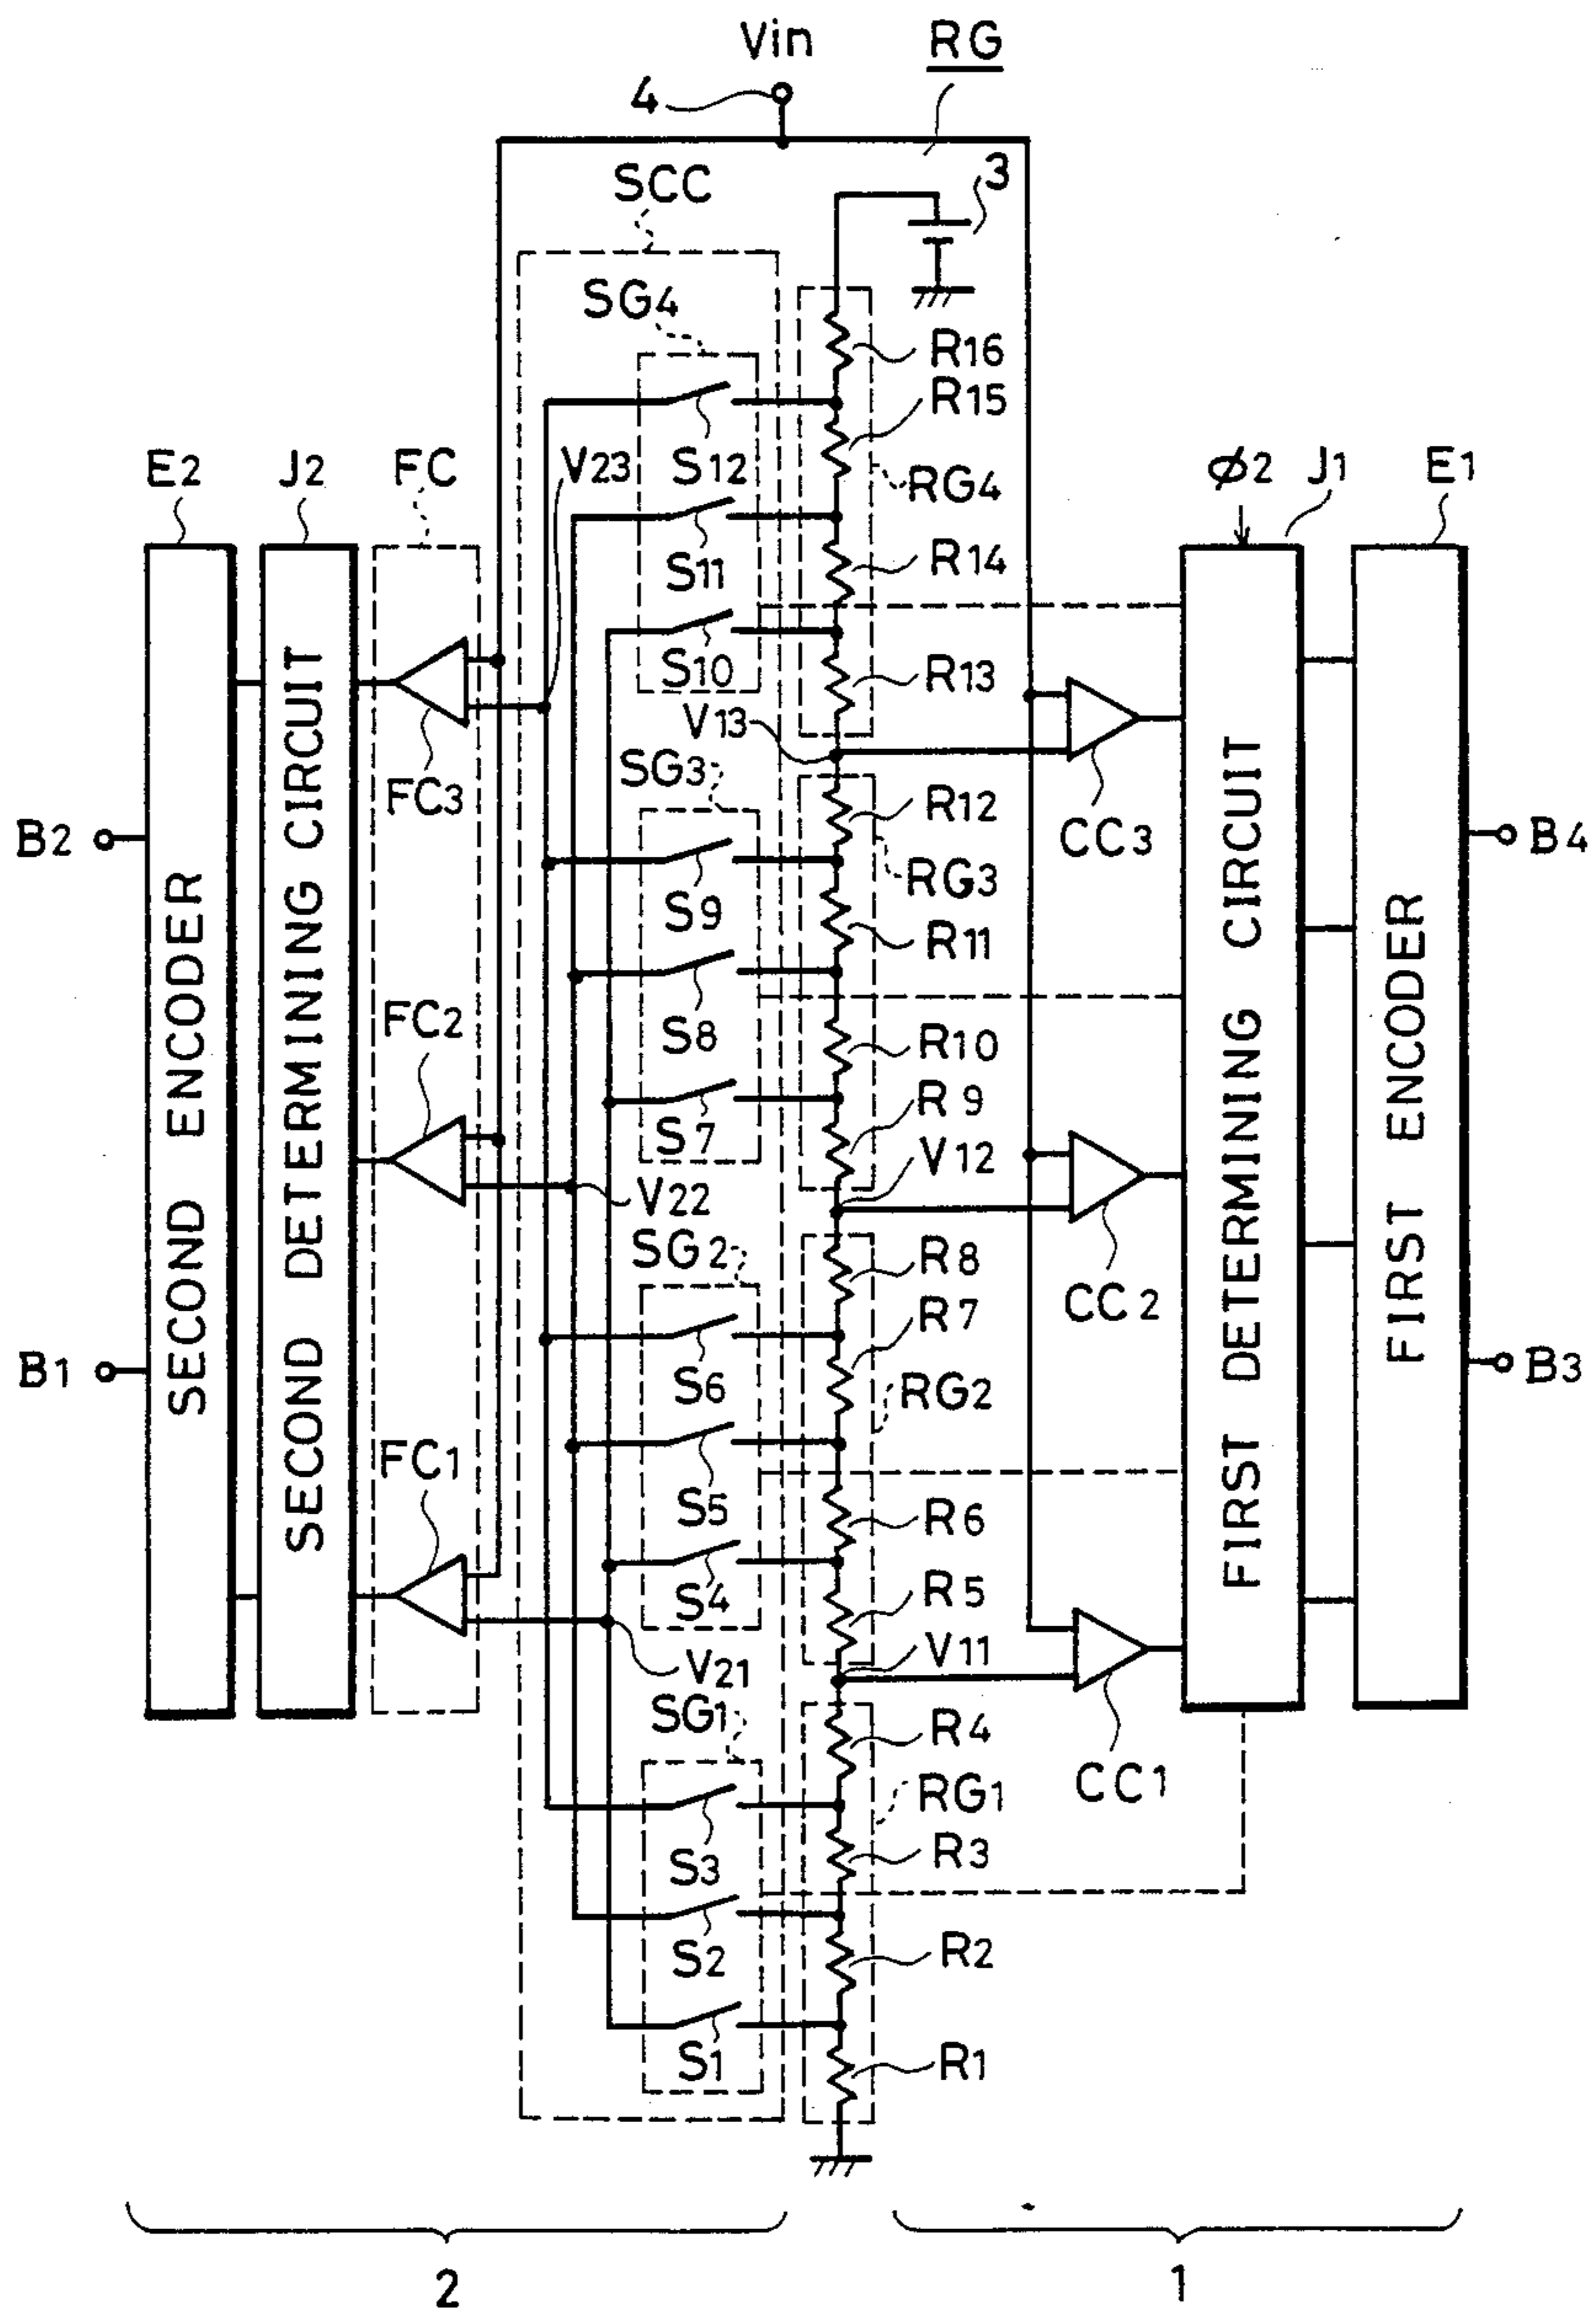 Vin
RG
4
3
SCC
SG4
R16
R15
S12
V23
RG4
E2
J2
FC
φ2
J1
E1
S11
R14
S10
R13
V13
FC3
SG3
R12
CC3
B2
B4
S9
RG3
R11
FC2
S8
R10
R9
S7
V12
V22
SG2
R8
CC2
R7
B1
B3
S6
RG2
FC1
S5
R6
S4
R5
V11
V21
SG1
R4
CC1
RG1
S3
R3
S2
R2
S1
R1
SECOND ENCODER
SECOND DETERMINING CIRCUIT
FIRST DETERMINING CIRCUIT
FIRST ENCODER
2
1